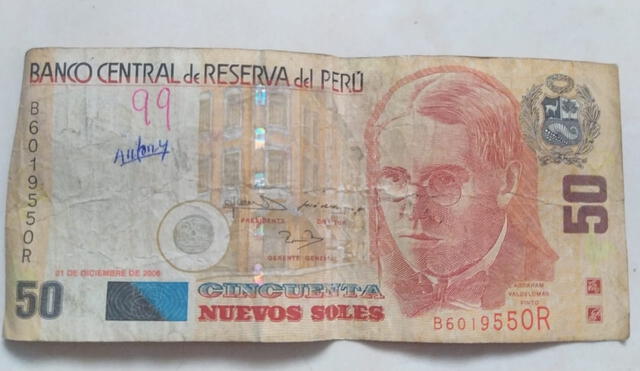 BANCO CENTRAL de RESERVA del PERÚ
99
Antony
B6019550R
PRESIDENTE DIRECTOR
GERENTE GENERAL
21 DE DICIEMBRE DE 2006
50
CINCUENTA
NUEVOS SOLES
50
ABRAHAM
VALDELOMAR
PINTO
B6019550R